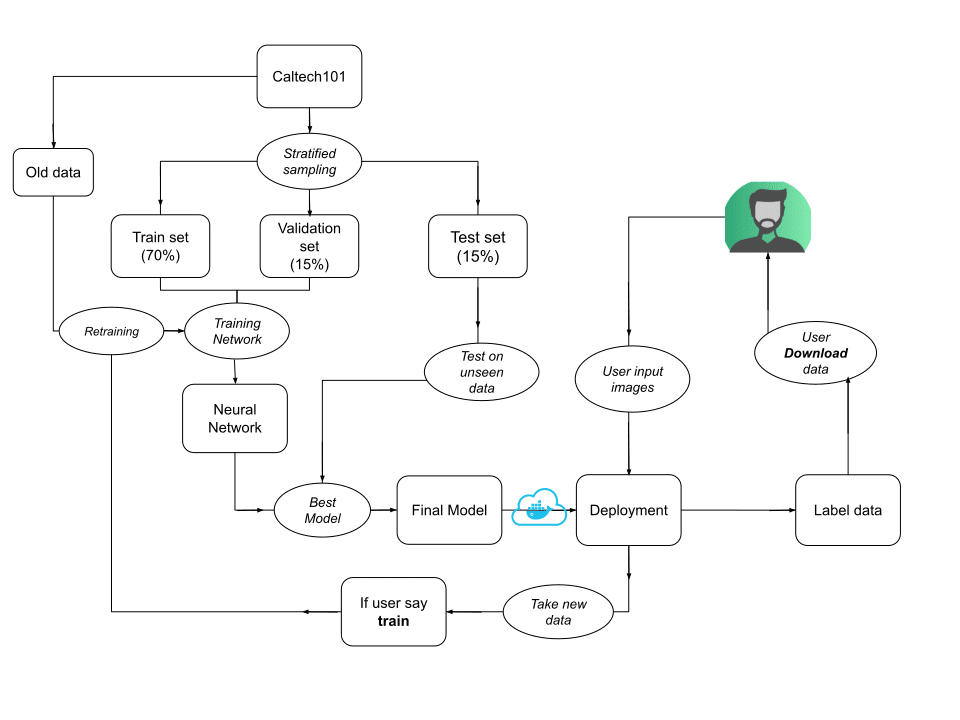 Caltech101
Stratified
sampling
Old data
Train set
(70%)
Validation
set
(15%)
Test set
(15%)
Retraining
Training
Network
Test on
unseen
data
User input
images
User
Download
data
Neural
Network
Best
Model
Final Model
Deployment
Label data
If user say
train
Take new
data